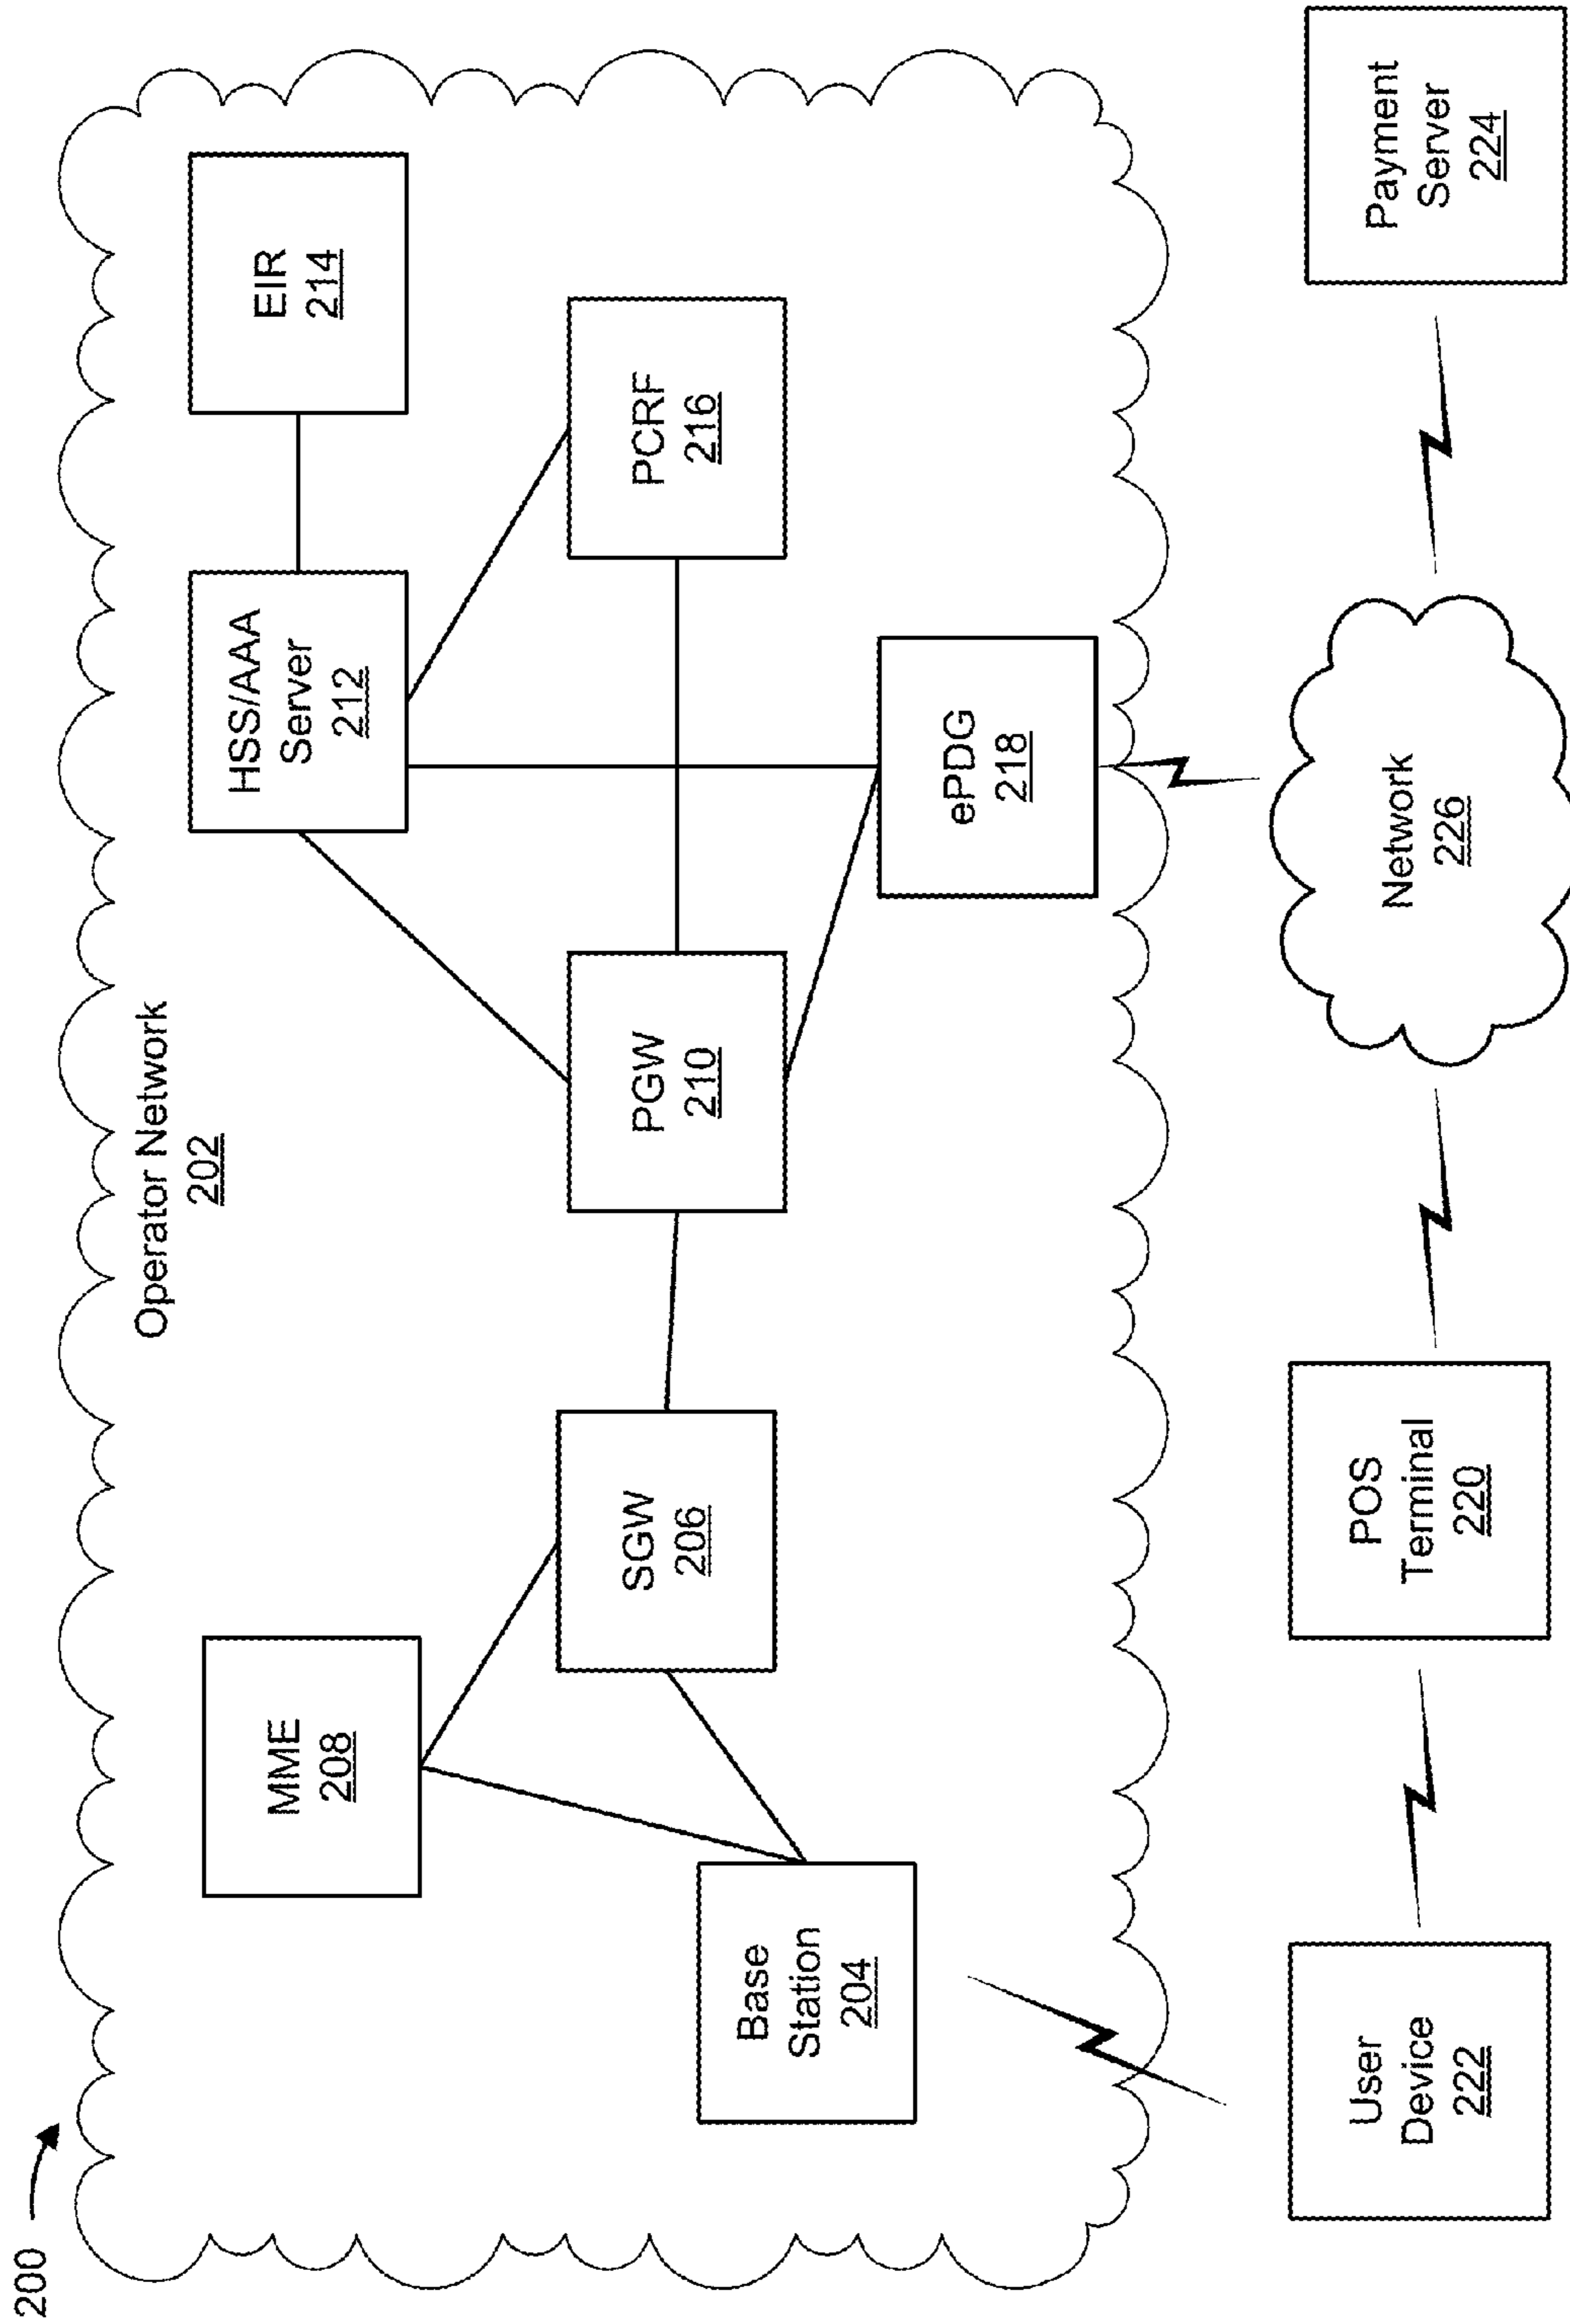 200
Operator Network
202
MME
208
HSS/AAA
Server
212
EIR
214
SGW
206
PGW
210
PCRF
216
Base
Station
204
ePDG
218
User
Device
222
POS
Terminal
220
Network
226
Payment
Server
224